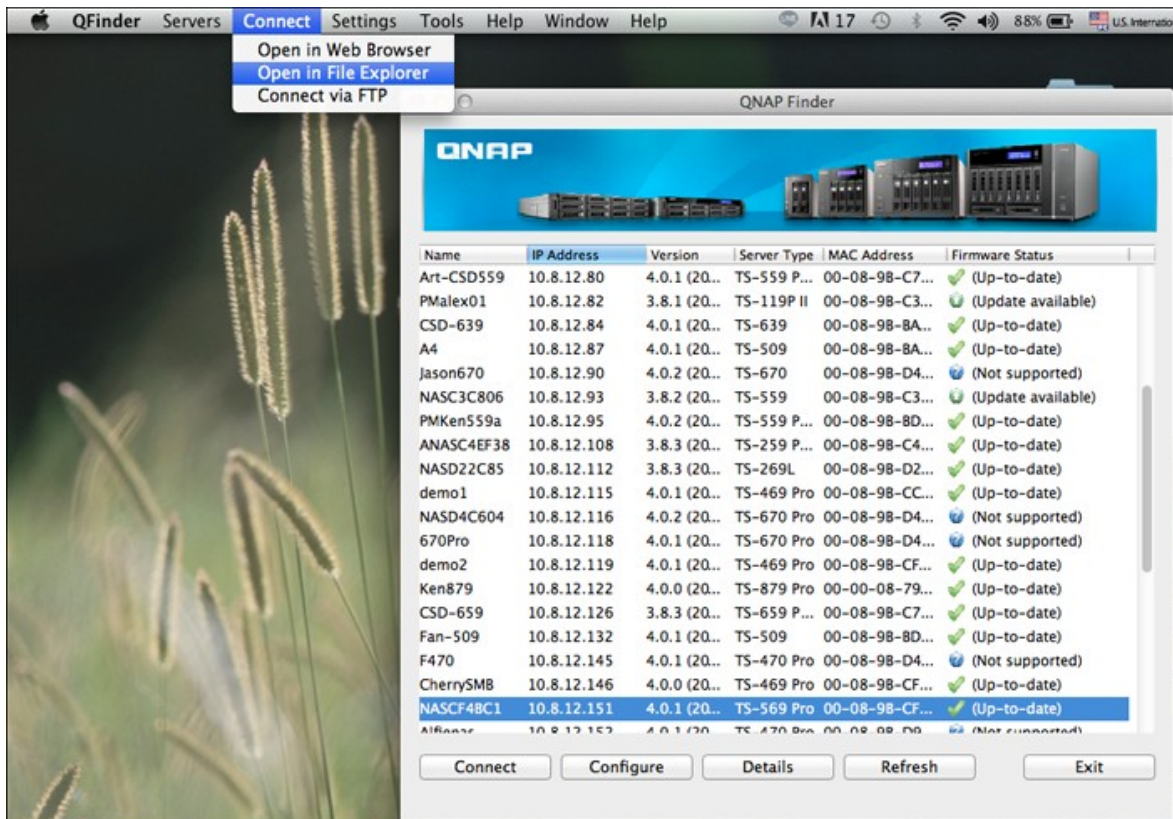 QFinder Servers Connect Settings Tools Help Window Help 17 88% U.S. Internatio
Open in Web Browser
Open in File Explorer
Connect via FTP
QNAP Finder
QNAP
Name IP Address Version Server Type MAC Address Firmware Status
Art-CSD559 10.8.12.80 4.0.1 (20... TS-559 P... 00-08-9B-C7... (Up-to-date)
PMalex01 10.8.12.82 3.8.1 (20... TS-119P II 00-08-9B-C3... (Update available)
CSD-639 10.8.12.84 4.0.1 (20... TS-639 00-08-9B-BA... (Up-to-date)
A4 10.8.12.87 4.0.1 (20... TS-509 00-08-9B-BA... (Up-to-date)
Jason670 10.8.12.90 4.0.2 (20... TS-670 00-08-9B-D4... (Not supported)
NASC3C806 10.8.12.93 3.8.2 (20... TS-559 00-08-9B-C3... (Update available)
PMKen559a 10.8.12.95 4.0.2 (20... TS-559 P... 00-08-9B-BD... (Up-to-date)
ANASC4EF38 10.8.12.108 3.8.3 (20... TS-259 P... 00-08-9B-C4... (Up-to-date)
NASD22C85 10.8.12.112 3.8.3 (20... TS-269L 00-08-9B-D2... (Up-to-date)
demo1 10.8.12.115 4.0.1 (20... TS-469 Pro 00-08-9B-CC... (Up-to-date)
NASD4C604 10.8.12.116 4.0.2 (20... TS-670 Pro 00-08-9B-D4... (Not supported)
670Pro 10.8.12.118 4.0.1 (20... TS-670 Pro 00-08-9B-D4... (Not supported)
demo2 10.8.12.119 4.0.1 (20... TS-469 Pro 00-08-9B-CF... (Up-to-date)
Ken879 10.8.12.122 4.0.0 (20... TS-879 Pro 00-00-08-79... (Up-to-date)
CSD-659 10.8.12.126 3.8.3 (20... TS-659 P... 00-08-9B-C7... (Up-to-date)
Fan-509 10.8.12.132 4.0.1 (20... TS-509 00-08-9B-BD... (Up-to-date)
F470 10.8.12.145 4.0.1 (20... TS-470 Pro 00-08-9B-D4... (Not supported)
CherrySMB 10.8.12.146 4.0.0 (20... TS-469 Pro 00-08-9B-CF... (Up-to-date)
NASCF4BC1 10.8.12.151 4.0.1 (20... TS-569 Pro 00-08-9B-CF... (Up-to-date)
10.8.12.152 4.0.1 (20... TS-470 Pro 00-08-9B-D9... (Not supported)
Connect Configure Details Refresh Exit